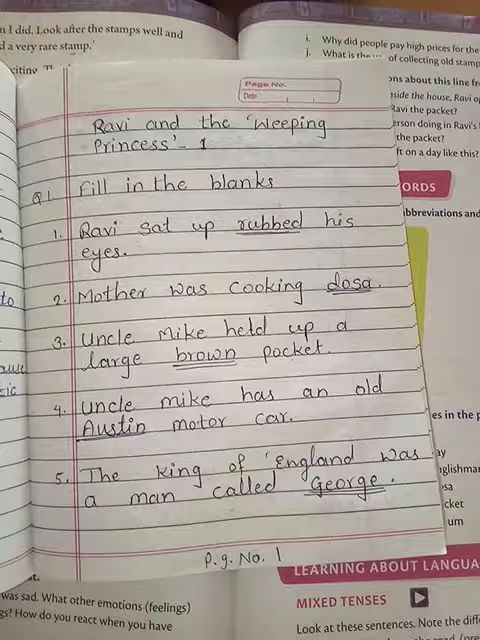 n I did. Look after the stamps well and
d a very rare stamp.'
i. Why did people pay high prices for the
j. What is the
of collecting old stamp
ons about this line fr
side the house, Ravi op
Ravi the packet?
erson doing in Ravi's
the packet?
ft on a day like this?
ORDS
bbreviations and
Page No.
Date
Ravi and the 'Weeping
Princess' - 1
Q1. Fill in the blanks
1. Ravi sat up rubbed his
eyes.
2. Mother was cooking dosa.
3. Uncle Mike held up a
large brown pocket.
4. uncle mike has an old
Austin motor car.
5. The king of England was
a man called George.
P.g. No. 1
to
ause
ic
es in the p
ay
nglishma
sa
cket
um
LEARNING ABOUT LANGUA
MIXED TENSES
Look at these sentences. Note the diff
was sad. What other emotions (feelings)
gs? How do you react when you have